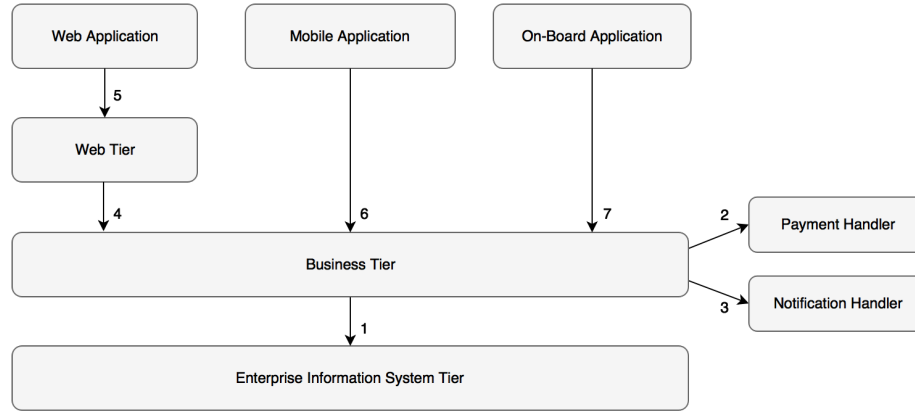 Web Application
Mobile Application
On-Board Application
5
Web Tier
4
6
7
2
Payment Handler
Business Tier
3
Notification Handler
1
Enterprise Information System Tier